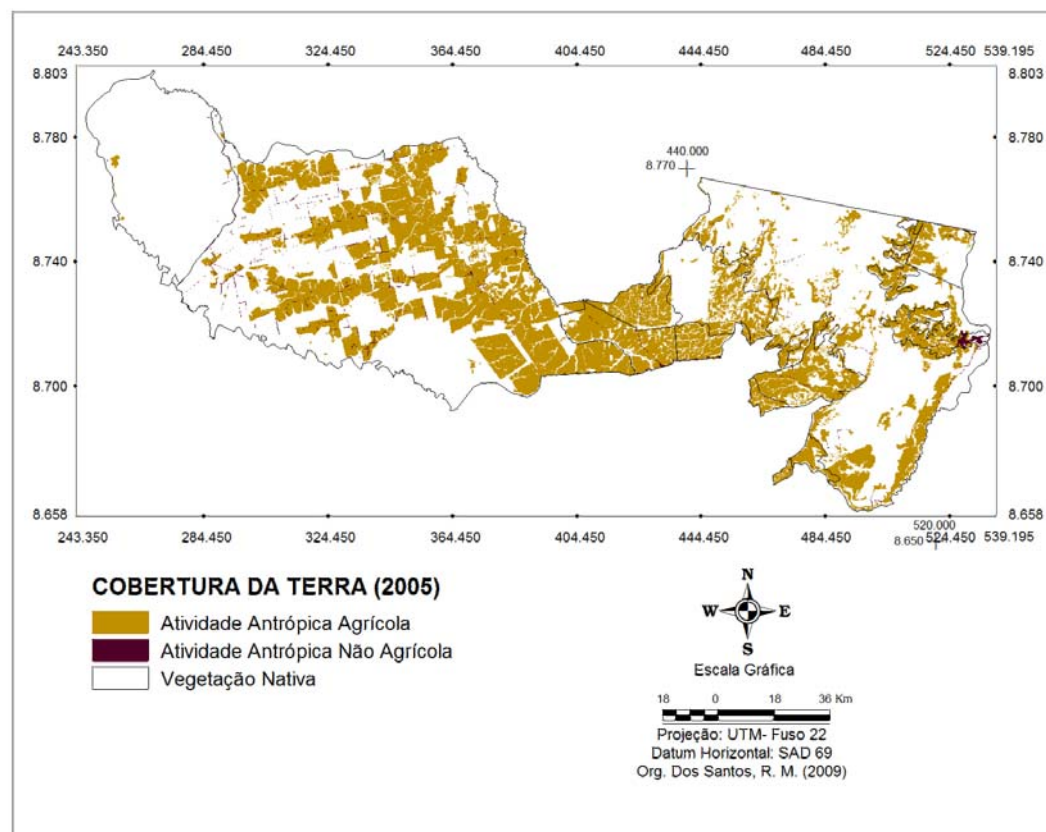 243.350 284.450 324.450 364.450 404.450 444.450 484.450 524.450 539.195
8.803 8.803
8.780 8.780
440.000
8.770
8.740 8.740
8.700 8.700
8.658 8.658
243.350 284.450 324.450 364.450 404.450 444.450 484.450 524.450 539.195
520.000
8.650
COBERTURA DA TERRA (2005)
Atividade Antrópica Agrícola
Atividade Antrópica Não Agrícola
Vegetação Nativa
N
W E
S
Escala Gráfica
18 0 18 36 Km
Projeção: UTM- Fuso 22
Datum Horizontal: SAD 69
Org. Dos Santos, R. M. (2009)